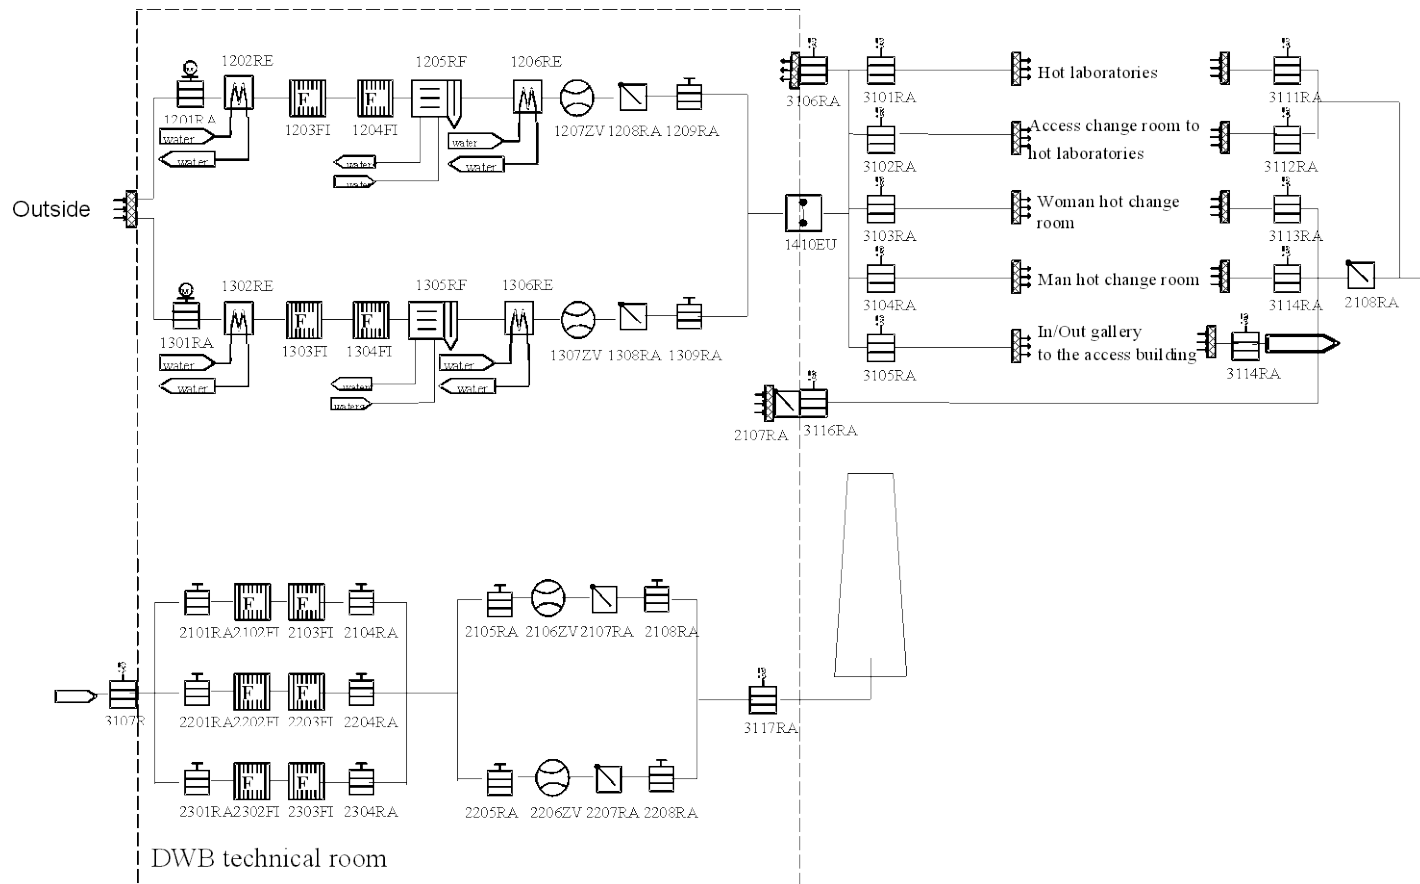 1202RE
1205RF
1206RE
3106RA
3101RA
Hot laboratories
3111RA
1201RA
1203FI
1204FI
1207ZV
1208RA
1209RA
water
water
water
water
water
water
3102RA
Access change room to
hot laboratories
3112RA
Outside
1410EU
3103RA
Woman hot change
room
3113RA
1302RE
1305RF
1306RE
3104RA
Man hot change room
3114RA
2108RA
M
1301RA
1303FI
1304FI
1307ZV
1308RA
1309RA
water
water
water
water
water
3105RA
In/Out gallery
to the access building
3114RA
2107RA
3116RA
F
F
F
F
2101RA
2102FI
2103FI
2104RA
2105RA
2106ZV
2107RA
2108RA
F
F
3107R
2201RA
2202FI
2203FI
2204RA
F
F
3117RA
2301RA
2302FI
2303FI
2304RA
F
F
2205RA
2206ZV
2207RA
2208RA
DWB technical room